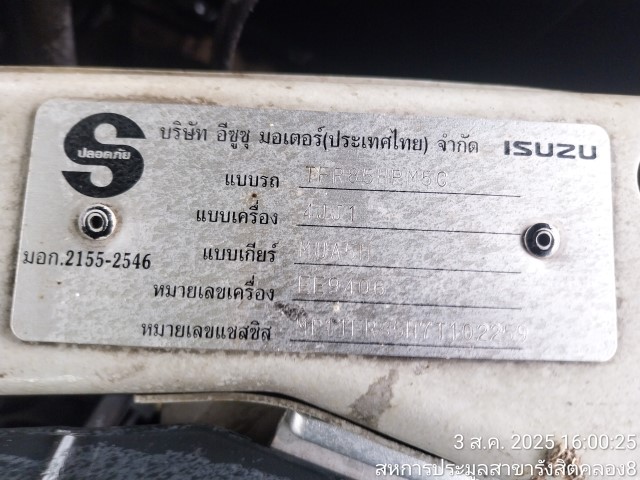 S
ปลอดภัย
บริษัท อีซูซุ มอเตอร์(ประเทศไทย) จำกัด ISUZU
แบบรถ
แบบเครื่อง 4JJ1
แบบเกียร์ MUA5H
มอก.2155-2546
หมายเลขเครื่อง
หมายเลขแชสซิส
3 ส.ค. 2025 16:00:25
สหการประมูลสาขารังสิตคลอง8